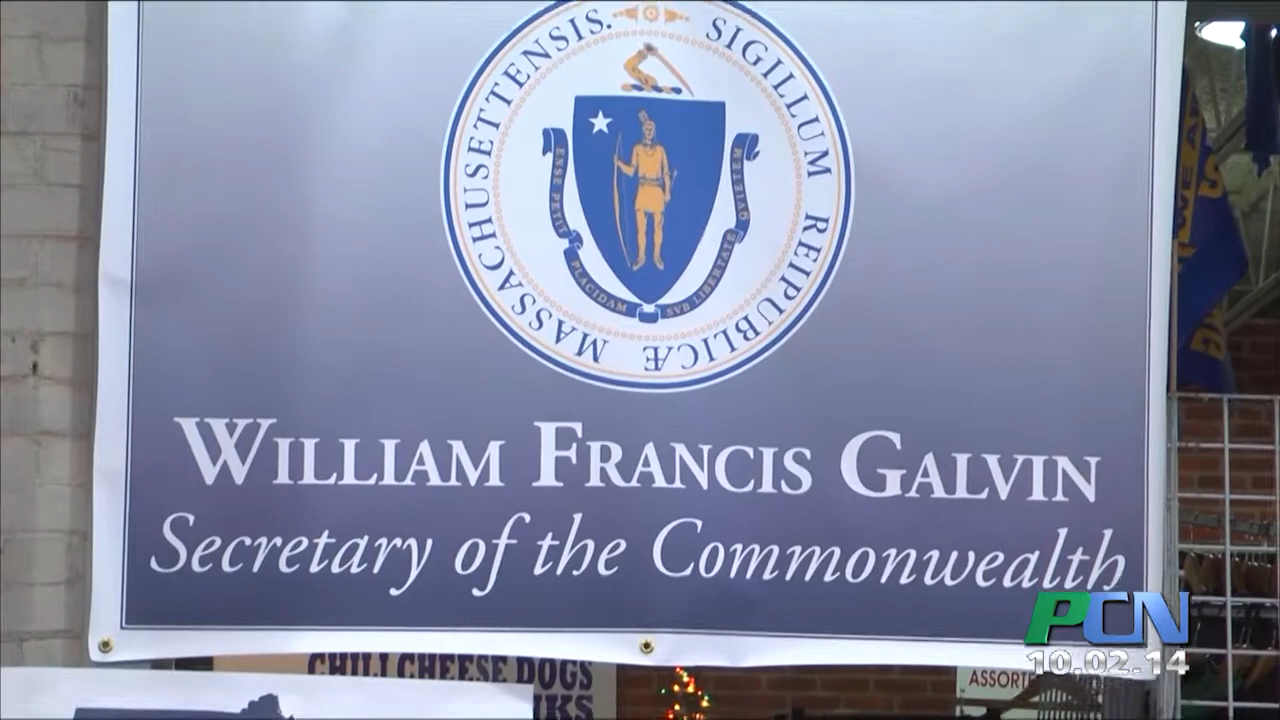 MASSACHUSETTENSIS. SIGILLUM REIPUBLICÆ
ENSE PETIT PLACIDAM SVB LIBERTATE QVIETEM
WILLIAM FRANCIS GALVIN
Secretary of the Commonwealth
PCN
10.02.14
CHILI CHEESE DOGS
ASSORTE